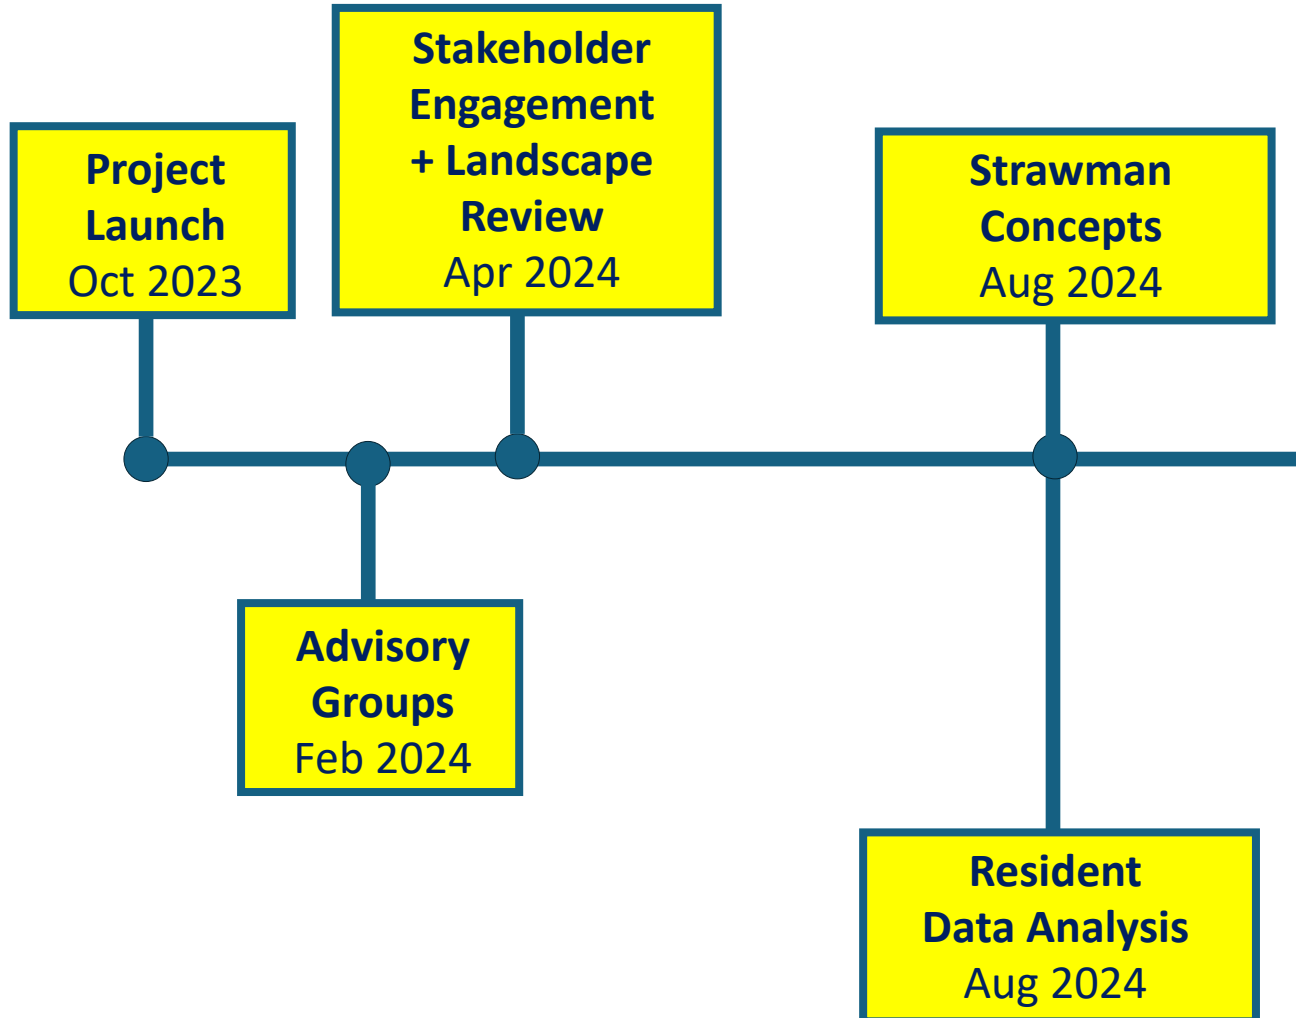 Project
Launch
Oct 2023
Stakeholder
Engagement
+ Landscape
Review
Apr 2024
Strawman
Concepts
Aug 2024
Advisory
Groups
Feb 2024
Resident
Data Analysis
Aug 2024